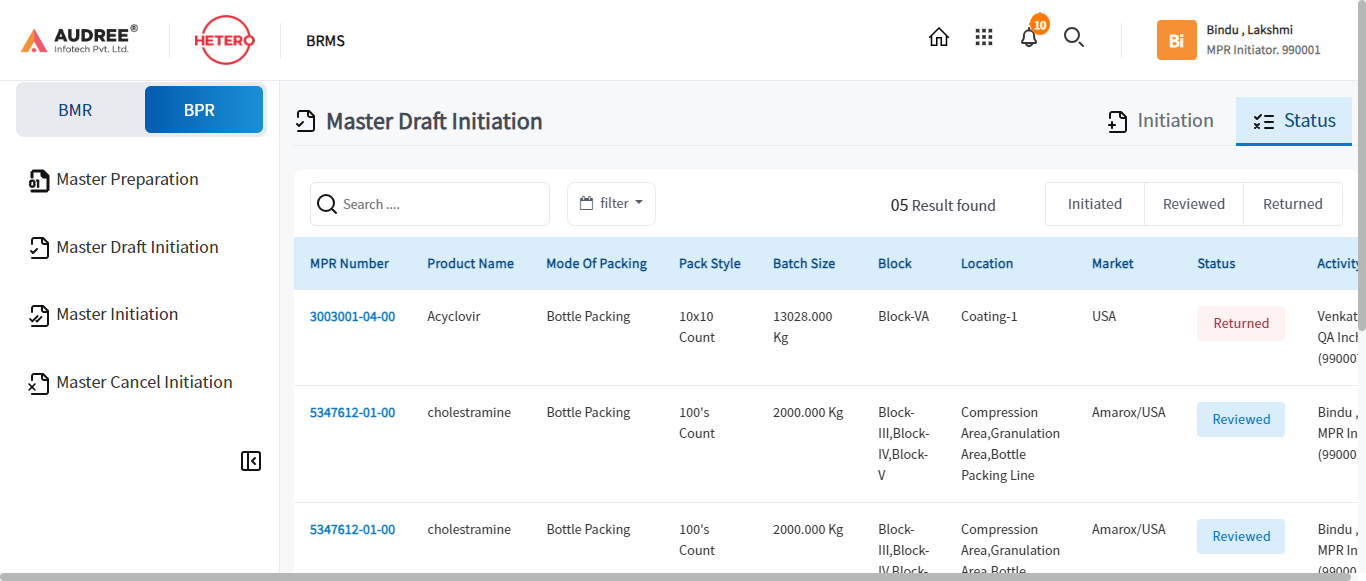 AUDREE®
Infotech Pvt. Ltd.
HETERO
BRMS
10
Bi
Bindu , Lakshmi
MPR Initiator. 990001
BMR
BPR
Master Preparation
Master Draft Initiation
Master Initiation
Master Cancel Initiation
Master Draft Initiation
Initiation
Status
Search ....
filter
05 Result found
Initiated
Reviewed
Returned
MPR Number Product Name Mode Of Packing Pack Style Batch Size Block Location Market Status Activity
3003001-04-00 Acyclovir Bottle Packing 10x10 13028.000 Block-VA Coating-1 USA Returned Venkat
Count Kg QA Inch
(99000
5347612-01-00 cholestramine Bottle Packing 100's 2000.000 Kg Block- Compression Amarox/USA Reviewed Bindu ,
Count III,Block- Area,Granulation MPR In
IV,Block- Area,Bottle (99000
V Packing Line
5347612-01-00 cholestramine Bottle Packing 100's 2000.000 Kg Block- Compression Amarox/USA Reviewed Bindu ,
Count III,Block- Area,Granulation MPR In
IV,Block- Area,Bottle (99000